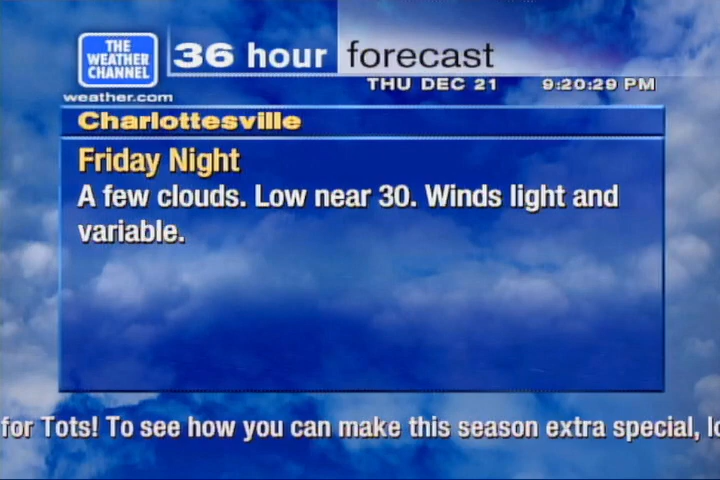 THE
WEATHER
CHANNEL
weather.com
36 hour forecast
THU DEC 21 9:20:29 PM
Charlottesville
Friday Night
A few clouds. Low near 30. Winds light and
variable.
for Tots! To see how you can make this season extra special, lo